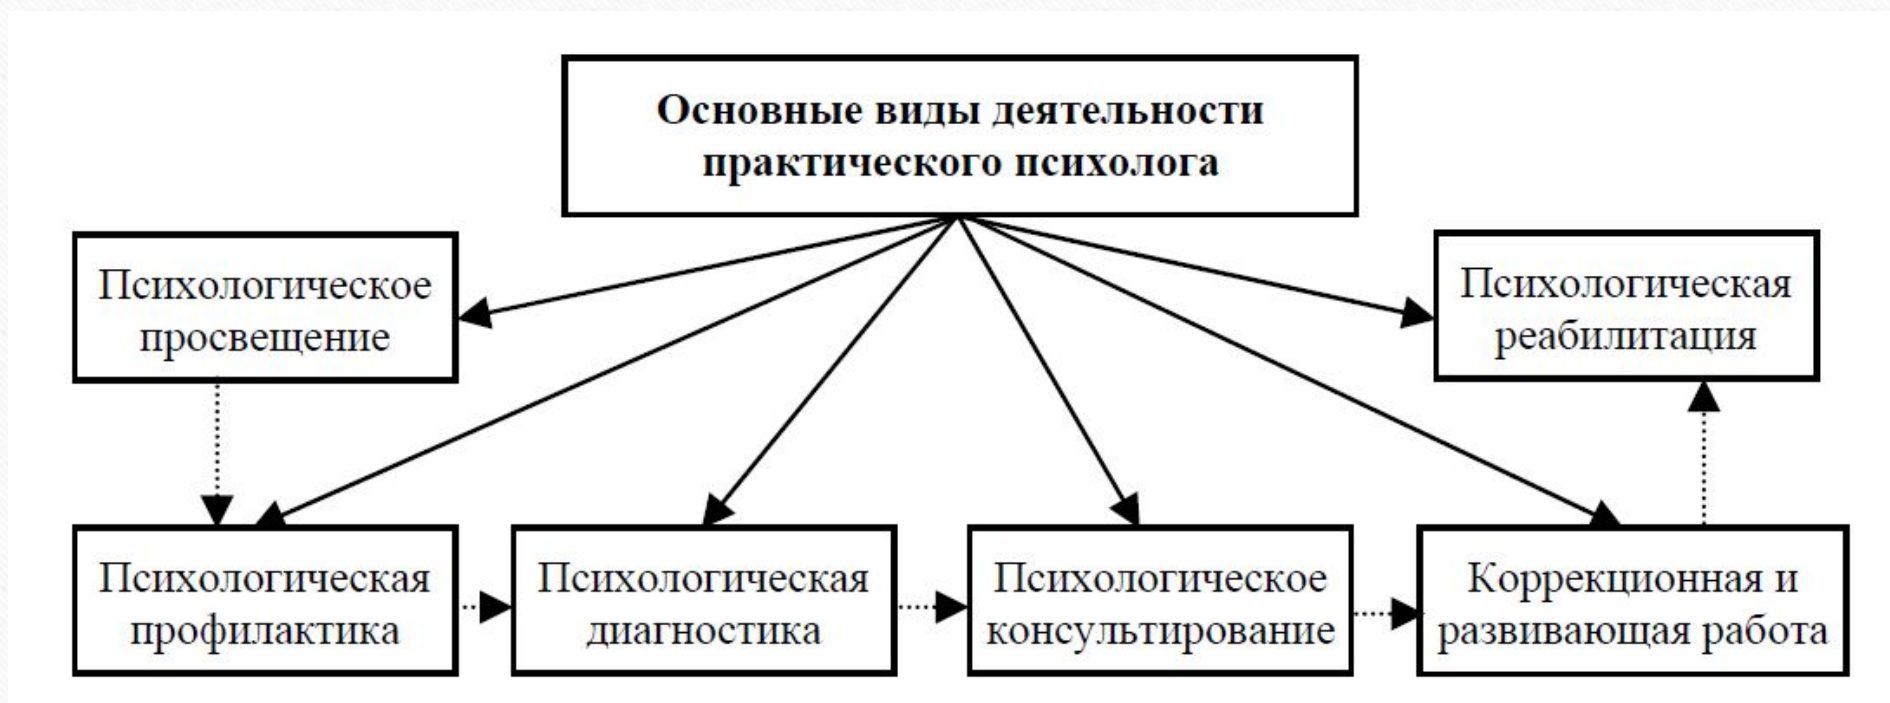 Основные виды деятельности
практического психолога
Психологическое
просвещение
Психологическая
реабилитация
Психологическая
профилактика
Психологическая
диагностика
Психологическое
консультирование
Коррекционная и
развивающая работа